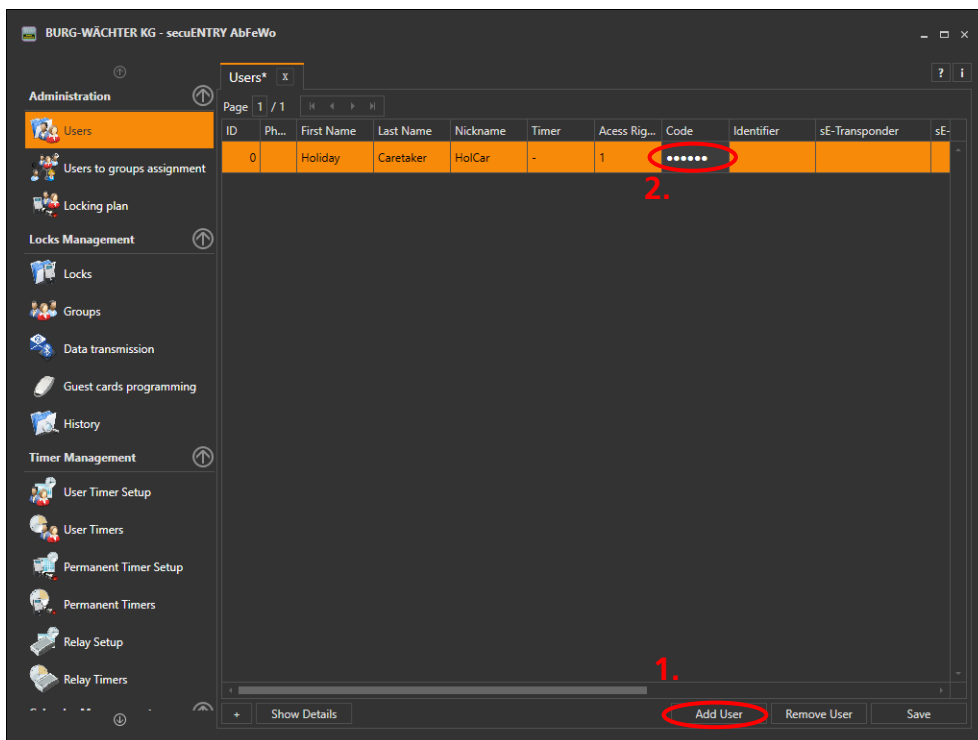 BURG-WÄCHTER KG - secuENTRY AbFeWo
Users* X
? i
Administration
Page 1 / 1
Users
ID Ph... First Name Last Name Nickname Timer Acess Rig... Code Identifier sE-Transponder sE-
0 Holiday Caretaker HolCar - 1 ●●●●●●
2.
Users to groups assignment
Locking plan
Locks Management
Locks
Groups
Data transmission
Guest cards programming
History
Timer Management
User Timer Setup
User Timers
Permanent Timer Setup
Permanent Timers
Relay Setup
Relay Timers
1.
+ Show Details Add User Remove User Save